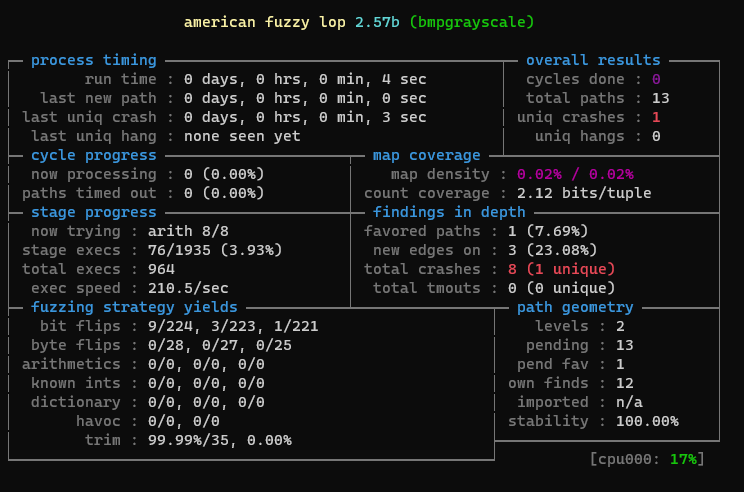 american fuzzy lop 2.57b (bmpgrayscale)
process timing overall results
run time : 0 days, 0 hrs, 0 min, 4 sec cycles done : 0
last new path : 0 days, 0 hrs, 0 min, 0 sec total paths : 13
last uniq crash : 0 days, 0 hrs, 0 min, 3 sec uniq crashes : 1
last uniq hang : none seen yet uniq hangs : 0
cycle progress map coverage
now processing : 0 (0.00%) map density : 0.02% / 0.02%
paths timed out : 0 (0.00%) count coverage : 2.12 bits/tuple
stage progress findings in depth
now trying : arith 8/8 favored paths : 1 (7.69%)
stage execs : 76/1935 (3.93%) new edges on : 3 (23.08%)
total execs : 964 total crashes : 8 (1 unique)
exec speed : 210.5/sec total tmouts : 0 (0 unique)
fuzzing strategy yields path geometry
bit flips : 9/224, 3/223, 1/221 levels : 2
byte flips : 0/28, 0/27, 0/25 pending : 13
arithmetics : 0/0, 0/0, 0/0 pend fav : 1
known ints : 0/0, 0/0, 0/0 own finds : 12
dictionary : 0/0, 0/0, 0/0 imported : n/a
havoc : 0/0, 0/0 stability : 100.00%
trim : 99.99%/35, 0.00%
[cpu000: 17%]